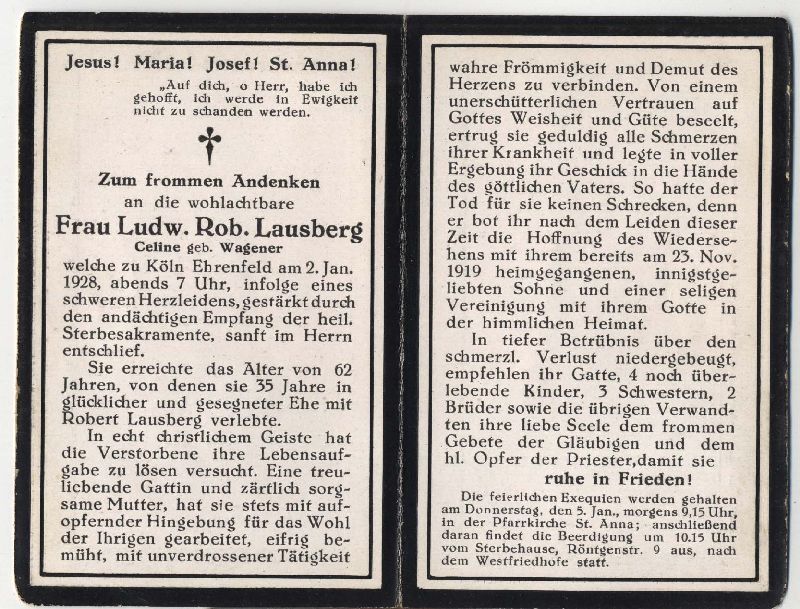 Jesus! Maria! Josef! St. Anna!
„Auf dich, o Herr, habe ich
gehofft, ich werde in Ewigkeit
nicht zu schanden werden.
Zum frommen Andenken
an die wohlachtbare
Frau Ludw. Rob. Lausberg
Celine geb. Wagener
welche zu Köln Ehrenfeld am 2. Jan.
1928, abends 7 Uhr, infolge eines
schweren Herzleidens, gestärkt durch
den andächtigen Empfang der heil.
Sterbesakramente, sanft im Herrn
entschlief.
Sie erreichte das Alter von 62
Jahren, von denen sie 35 Jahre in
glücklicher und gesegneter Ehe mit
Robert Lausberg verlebte.
In echt christlichem Geiste hat
die Verstorbene ihre Lebensauf-
gabe zu lösen versucht. Eine treu-
liebende Gattin und zärtlich sorg-
same Mutter, hat sie stets mit auf-
opfernder Hingebung für das Wohl
der Ihrigen gearbeitet, eifrig be-
müht, mit unverdrossener Tätigkeit
wahre Frömmigkeit und Demut des
Herzens zu verbinden. Von einem
unerschütterlichen Vertrauen auf
Gottes Weisheit und Güte beseelt,
ertrug sie geduldig alle Schmerzen
ihrer Krankheit und legte in voller
Ergebung ihr Geschick in die Hände
des göttlichen Vaters. So hatte der
Tod für sie keinen Schrecken, denn
er bot ihr nach dem Leiden dieser
Zeit die Hoffnung des Wiederse-
hens mit ihrem bereits am 23. Nov.
1919 heimgegangenen, innigstge-
liebten Sohne und einer seligen
Vereinigung mit ihrem Gotte in
der himmlichen Heimat.
In tiefer Betrübnis über den
schmerzl. Verlust niedergebeugt,
empfehlen ihr Gatte, 4 noch über-
lebende Kinder, 3 Schwestern, 2
Brüder sowie die übrigen Verwand-
ten ihre liebe Seele dem frommen
Gebete der Gläubigen und dem
hl. Opfer der Priester, damit sie
ruhe in Frieden!
Die feierlichen Exequien werden gehalten
am Donnerstag, den 5. Jan., morgens 9,15 Uhr,
in der Pfarrkirche St. Anna; anschließend
daran findet die Beerdigung um 10.15 Uhr
vom Sterbehause, Röntgenstr. 9 aus, nach
dem Westfriedhofe statt.